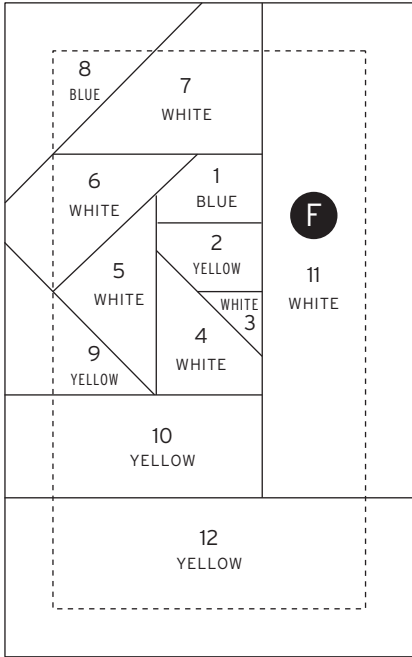 8
BLUE
7
WHITE
6
WHITE
1
BLUE
F
2
YELLOW
5
WHITE
11
WHITE
WHITE
3
4
WHITE
9
YELLOW
10
YELLOW
12
YELLOW